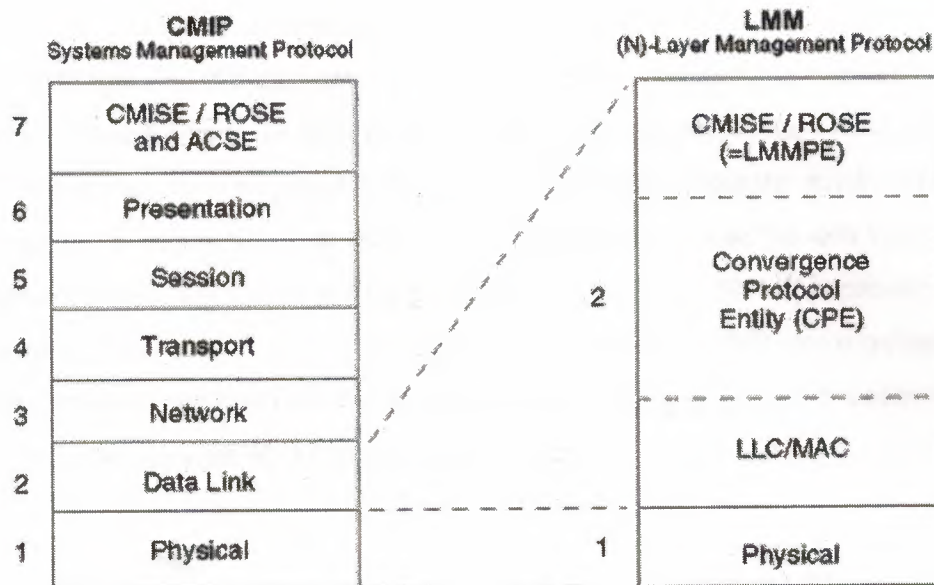 CMIP
Systems Management Protocol
7
CMISE / ROSE
and ACSE
6
Presentation
5
Session
4
Transport
3
Network
2
Data Link
1
Physical
LMM
(N)-Layer Management Protocol
CMISE / ROSE
(=LMMPE)
2
Convergence
Protocol
Entity (CPE)
LLC/MAC
1
Physical